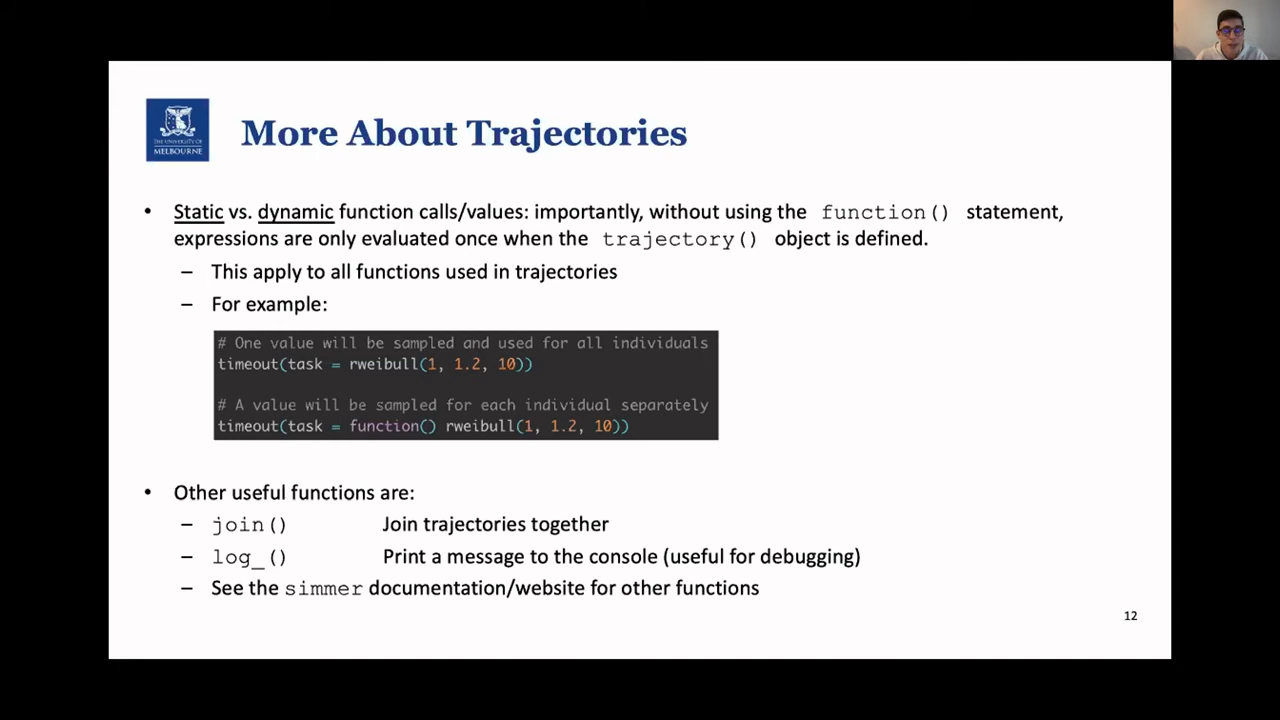 THE UNIVERSITY OF
MELBOURNE
More About Trajectories
• Static vs. dynamic function calls/values: importantly, without using the function() statement,
expressions are only evaluated once when the trajectory() object is defined.
– This apply to all functions used in trajectories
– For example:
# One value will be sampled and used for all individuals
timeout(task = rweibull(1, 1.2, 10))
# A value will be sampled for each individual separately
timeout(task = function() rweibull(1, 1.2, 10))
• Other useful functions are:
– join() Join trajectories together
– log_() Print a message to the console (useful for debugging)
– See the simmer documentation/website for other functions
12